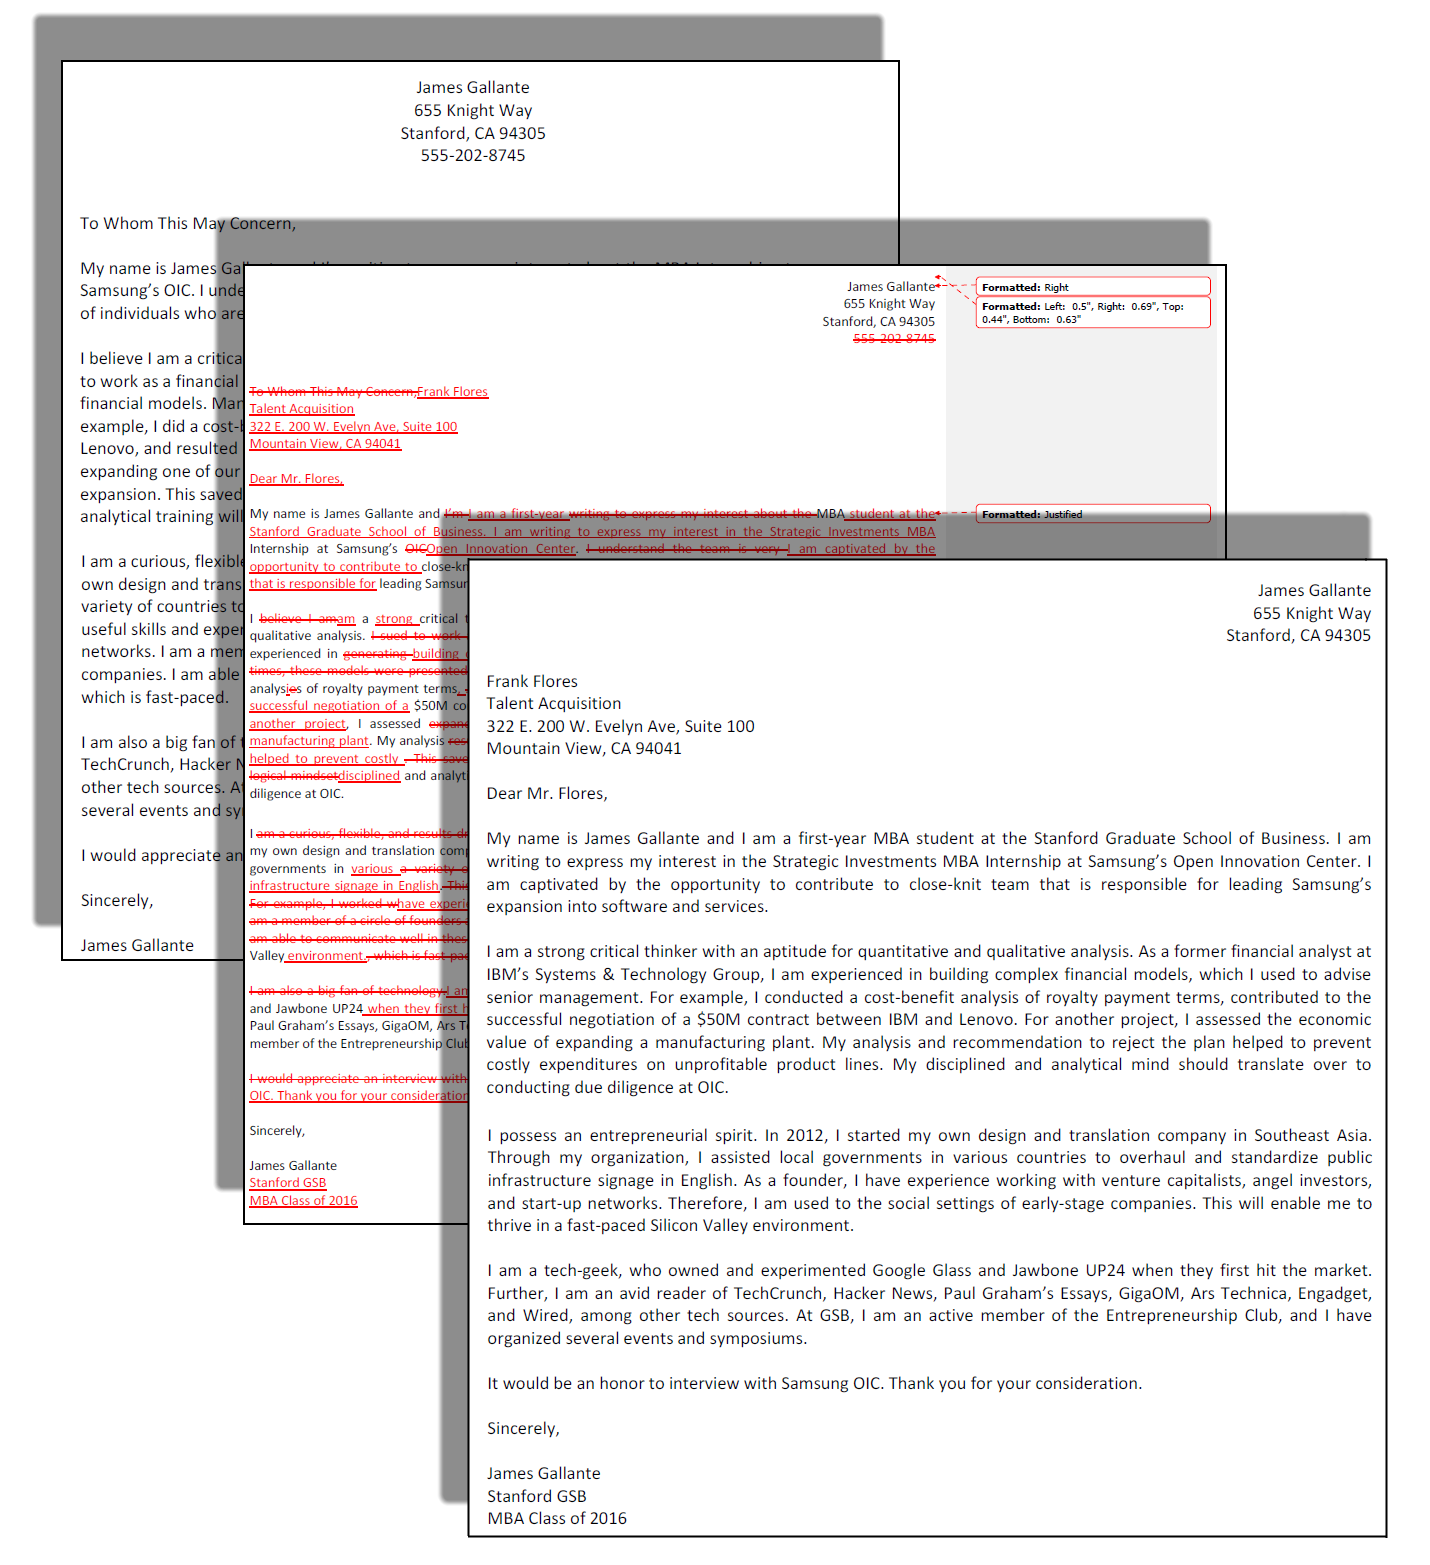 James Gallante
655 Knight Way
Stanford, CA 94305
555-202-8745
To Whom This May Concern,
My name is James
Samsung's OIC. I
of individuals who are
I believe I am a
to work as a financial
financial models.
example, I did a
Lenovo, and resulted
expanding one of our
expansion. This saved
analytical training will
I am a curious,
own design and
variety of countries to
useful skills and
networks. I am a
companies. I am able
which is fast-paced.
I am also a big fan of
TechCrunch, Hacker
other tech sources.
several events and
I would appreciate an
Sincerely,
James Gallante
James Gallante
655 Knight Way
Stanford, CA 94305
555-202-8745
Formatted: Right
Formatted: Left: 0.5", Right: 0.69", Top:
0.44", Bottom: 0.63"
To Whom This May Concern,Frank Flores
Talent Acquisition
322 E. 200 W. Evelyn Ave, Suite 100
Mountain View, CA 94041
Dear Mr. Flores,
My name is James Gallante and I'm I am a first-year writing to express my interest about the MBA student at the
Formatted: Justified
Stanford Graduate School of Business. I am writing to express my interest in the Strategic Investments MBA
Internship at Samsung's OICOpen Innovation Center. I understand the team is very I am captivated by the
opportunity to contribute to
that is responsible for leading
I believe I amam a strong critical
qualitative analysis. I sued to work
experienced in generating building
times, these models were presented
analysies of royalty payment terms,
successful negotiation of a $50M
another project, I assessed
manufacturing plant. My analysis
helped to prevent costly . This
logical mindsetdisciplined and
diligence at OIC.
I am a curious, flexible, and results
my own design and translation
governments in various a variety
infrastructure signage in English.
For example, I worked whave
am a member of a circle of founders
am able to communicate well in
Valley environment., which is
I am also a big fan of technology.I
and Jawbone UP24 when they first
Paul Graham's Essays, GigaOM, Ars
member of the Entrepreneurship
I would appreciate an interview with
OIC. Thank you for your consideration
Sincerely,
James Gallante
Stanford GSB
MBA Class of 2016
James Gallante
655 Knight Way
Stanford, CA 94305
Frank Flores
Talent Acquisition
322 E. 200 W. Evelyn Ave, Suite 100
Mountain View, CA 94041
Dear Mr. Flores,
My name is James Gallante and I am a first-year MBA student at the Stanford Graduate School of Business. I am
writing to express my interest in the Strategic Investments MBA Internship at Samsung's Open Innovation Center. I
am captivated by the opportunity to contribute to close-knit team that is responsible for leading Samsung's
expansion into software and services.
I am a strong critical thinker with an aptitude for quantitative and qualitative analysis. As a former financial analyst at
IBM's Systems & Technology Group, I am experienced in building complex financial models, which I used to advise
senior management. For example, I conducted a cost-benefit analysis of royalty payment terms, contributed to the
successful negotiation of a $50M contract between IBM and Lenovo. For another project, I assessed the economic
value of expanding a manufacturing plant. My analysis and recommendation to reject the plan helped to prevent
costly expenditures on unprofitable product lines. My disciplined and analytical mind should translate over to
conducting due diligence at OIC.
I possess an entrepreneurial spirit. In 2012, I started my own design and translation company in Southeast Asia.
Through my organization, I assisted local governments in various countries to overhaul and standardize public
infrastructure signage in English. As a founder, I have experience working with venture capitalists, angel investors,
and start-up networks. Therefore, I am used to the social settings of early-stage companies. This will enable me to
thrive in a fast-paced Silicon Valley environment.
I am a tech-geek, who owned and experimented Google Glass and Jawbone UP24 when they first hit the market.
Further, I am an avid reader of TechCrunch, Hacker News, Paul Graham's Essays, GigaOM, Ars Technica, Engadget,
and Wired, among other tech sources. At GSB, I am an active member of the Entrepreneurship Club, and I have
organized several events and symposiums.
It would be an honor to interview with Samsung OIC. Thank you for your consideration.
Sincerely,
James Gallante
Stanford GSB
MBA Class of 2016